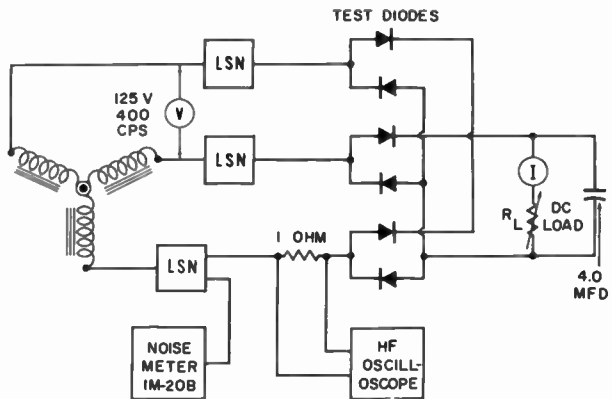 TEST DIODES
LSN
125 V
400
CPS
V
LSN
I
R_L
DC
LOAD
1 OHM
LSN
4.0
MFD
NOISE
METER
IM-20B
HF
OSCILL-
OSCOPE